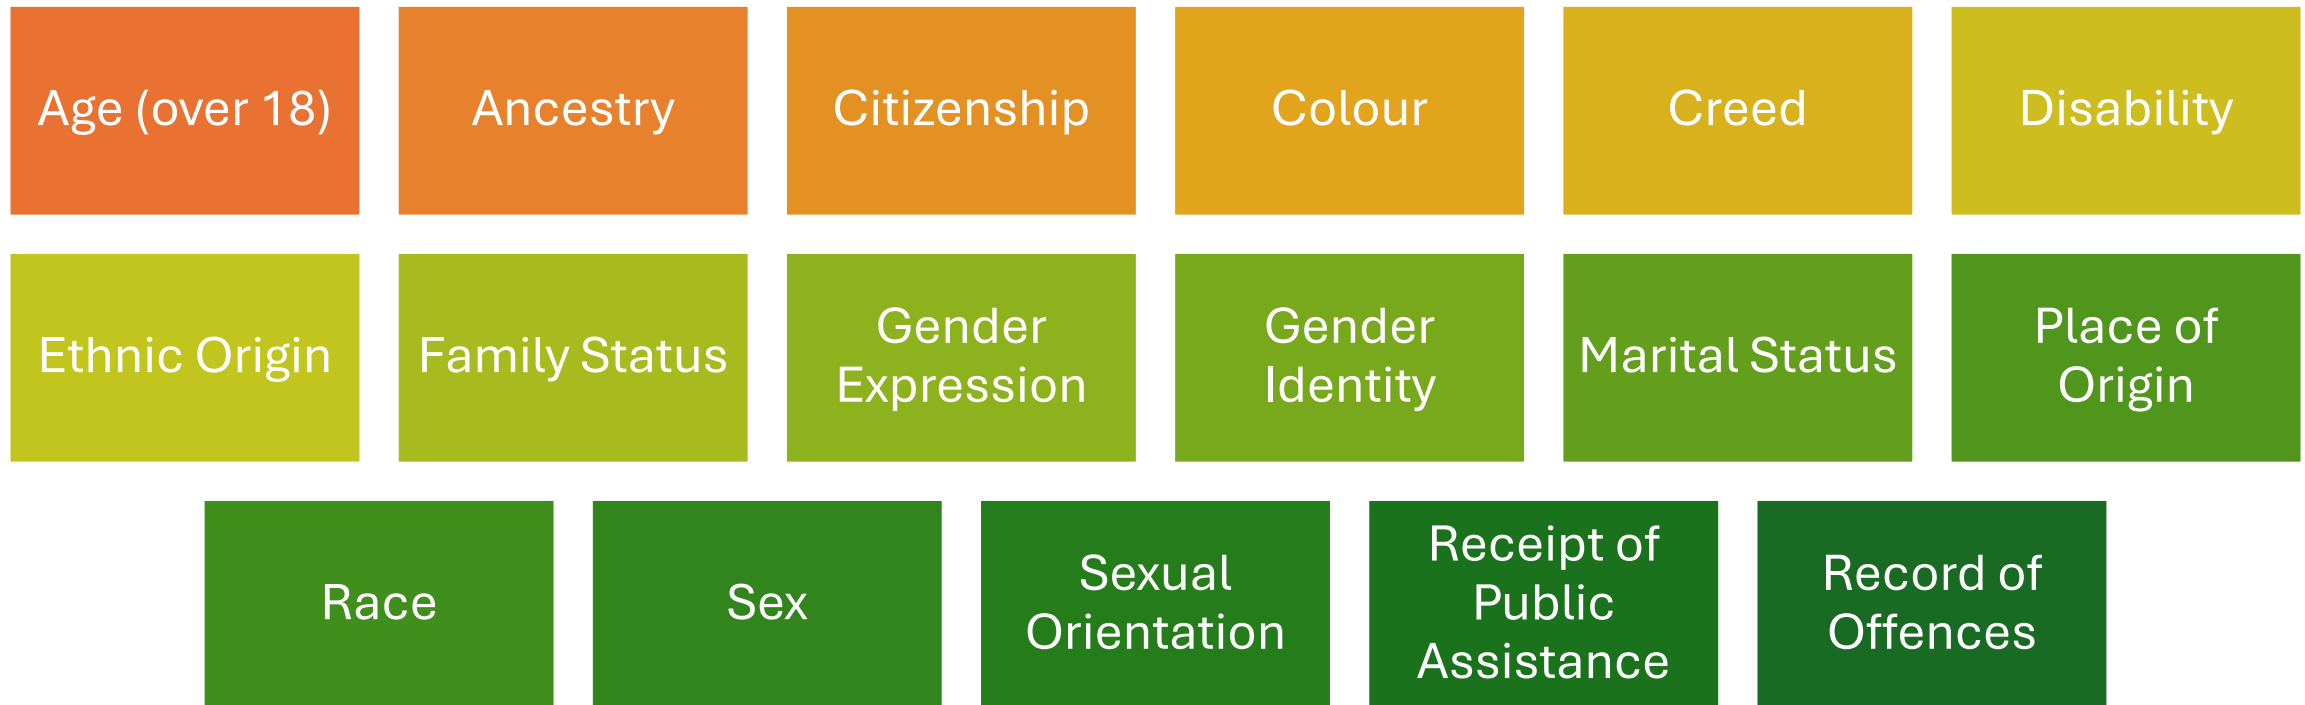 Age (over 18)
Ancestry
Citizenship
Colour
Creed
Disability
Ethnic Origin
Family Status
Gender
Expression
Gender
Identity
Marital Status
Place of
Origin
Race
Sex
Sexual
Orientation
Receipt of
Public
Assistance
Record of
Offences